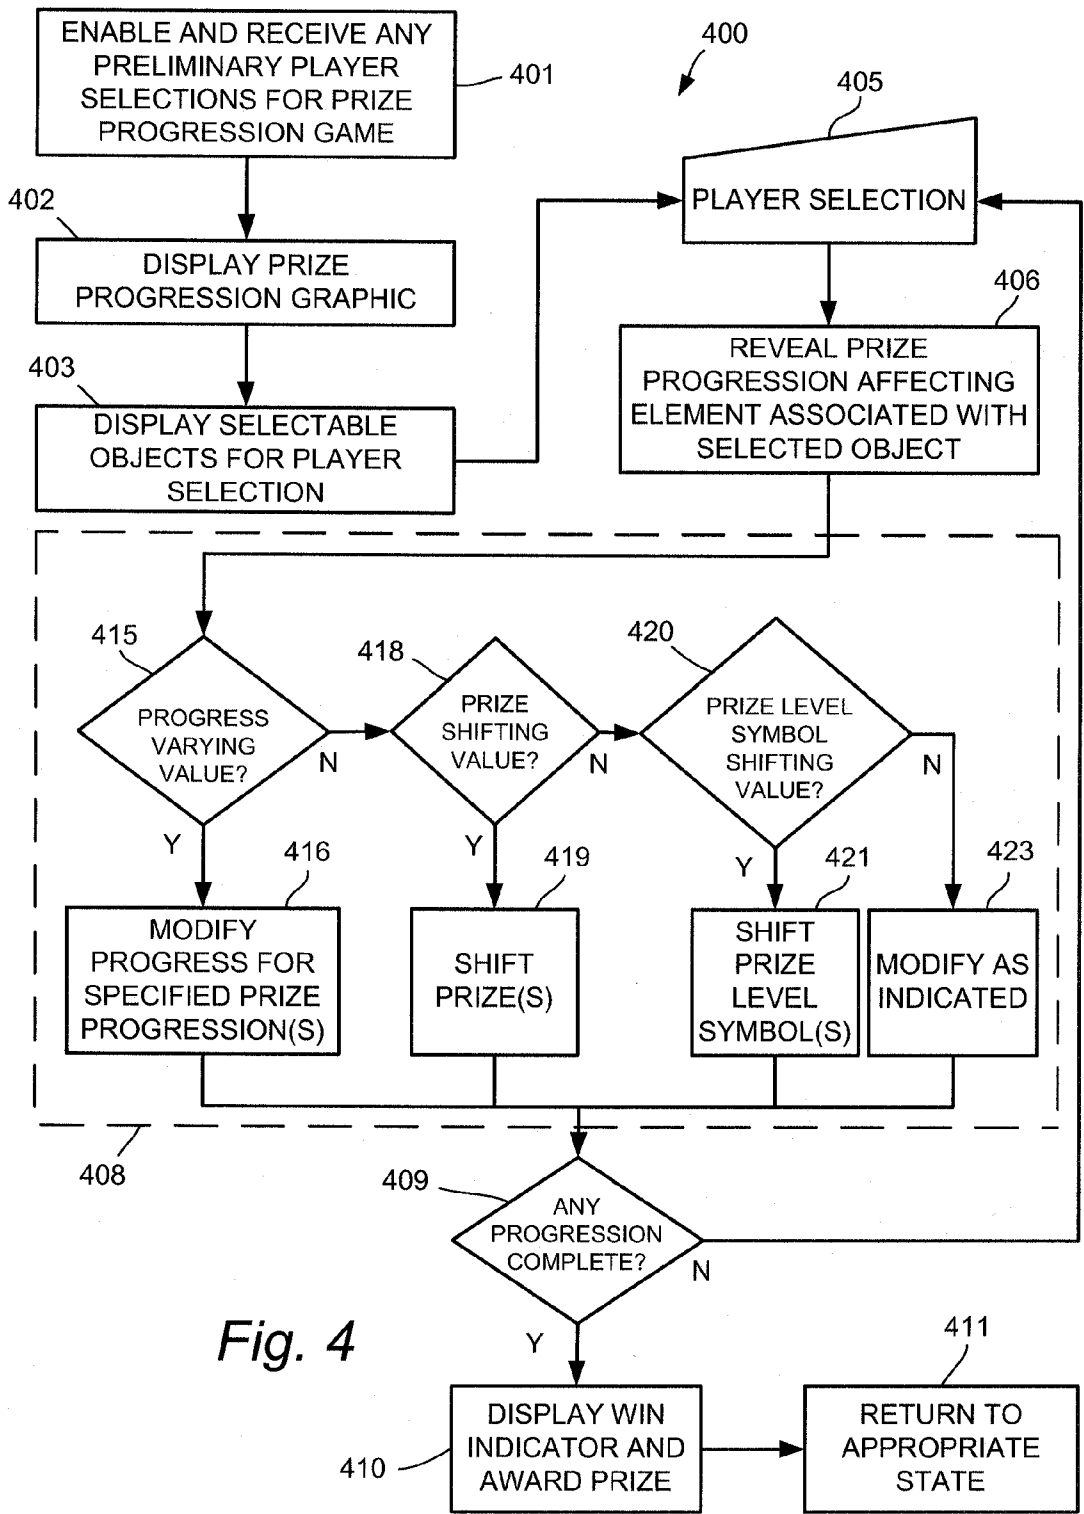 ENABLE AND RECEIVE ANY
PRELIMINARY PLAYER
SELECTIONS FOR PRIZE
PROGRESSION GAME
401
400
405
402
PLAYER SELECTION
DISPLAY PRIZE
PROGRESSION GRAPHIC
406
403
REVEAL PRIZE
PROGRESSION AFFECTING
ELEMENT ASSOCIATED WITH
SELECTED OBJECT
DISPLAY SELECTABLE
OBJECTS FOR PLAYER
SELECTION
415
PROGRESS
VARYING
VALUE?
N
Y
418
PRIZE
SHIFTING
VALUE?
N
Y
420
PRIZE LEVEL
SYMBOL
SHIFTING
VALUE?
N
Y
416
MODIFY
PROGRESS FOR
SPECIFIED PRIZE
PROGRESSION(S)
419
SHIFT
PRIZE(S)
421
SHIFT
PRIZE
LEVEL
SYMBOL(S)
423
MODIFY AS
INDICATED
408
409
ANY
PROGRESSION
COMPLETE?
N
Y
Fig. 4
410
DISPLAY WIN
INDICATOR AND
AWARD PRIZE
411
RETURN TO
APPROPRIATE
STATE